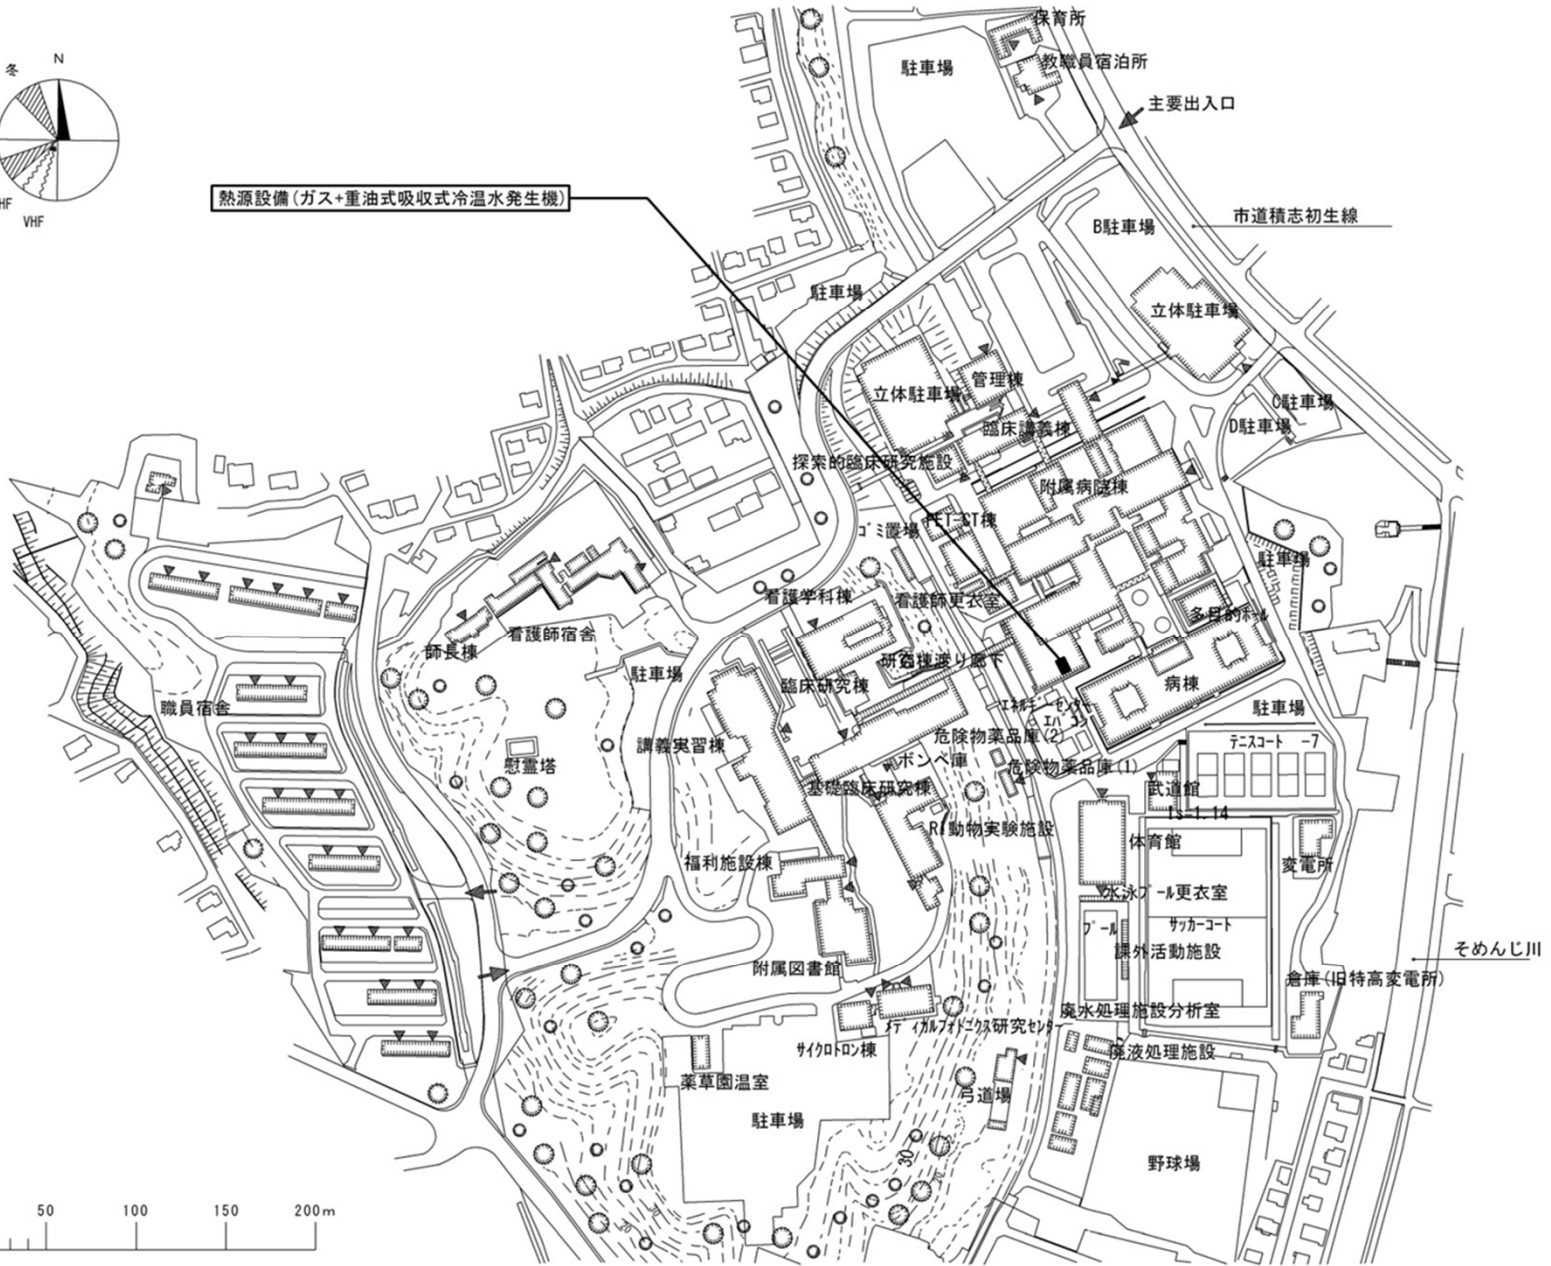 保育所
冬
N
駐車場
教職員宿泊所
主要出入口
熱源設備(ガス+重油式吸収式冷温水発生機)
HF
VHF
市道積志初生線
B駐車場
駐車場
立体駐車場
管理棟
立体駐車場
C駐車場
D駐車場
臨床講義棟
探索的臨床研究施設
附属病院棟
PET-CT棟
ｺﾞﾐ置場
駐車場
看護学科棟
看護師更衣室
多目的ﾎｰﾙ
看護師宿舎
師長棟
研究棟渡り廊下
駐車場
臨床研究棟
病棟
職員宿舎
ｴﾈﾙｷﾞｰｾﾝﾀｰ
駐車場
危険物薬品庫(2)
テニスコート
講義実習棟
ボンベ庫
慰霊塔
危険物薬品庫(1)
基礎臨床研究棟
武道館
Is=1.14
RI動物実験施設
体育館
福利施設棟
変電所
水泳ﾌﾟｰﾙ更衣室
ﾌﾟｰﾙ
サッカーコート
課外活動施設
そめんじ川
附属図書館
倉庫(旧特高変電所)
廃水処理施設分析室
ﾒﾃﾞｨｶﾙﾌｫﾄﾆｸｽ研究ｾﾝﾀｰ
ｻｲｸﾛﾄﾛﾝ棟
廃液処理施設
薬草園温室
弓道場
駐車場
30
野球場
50 100 150 200m